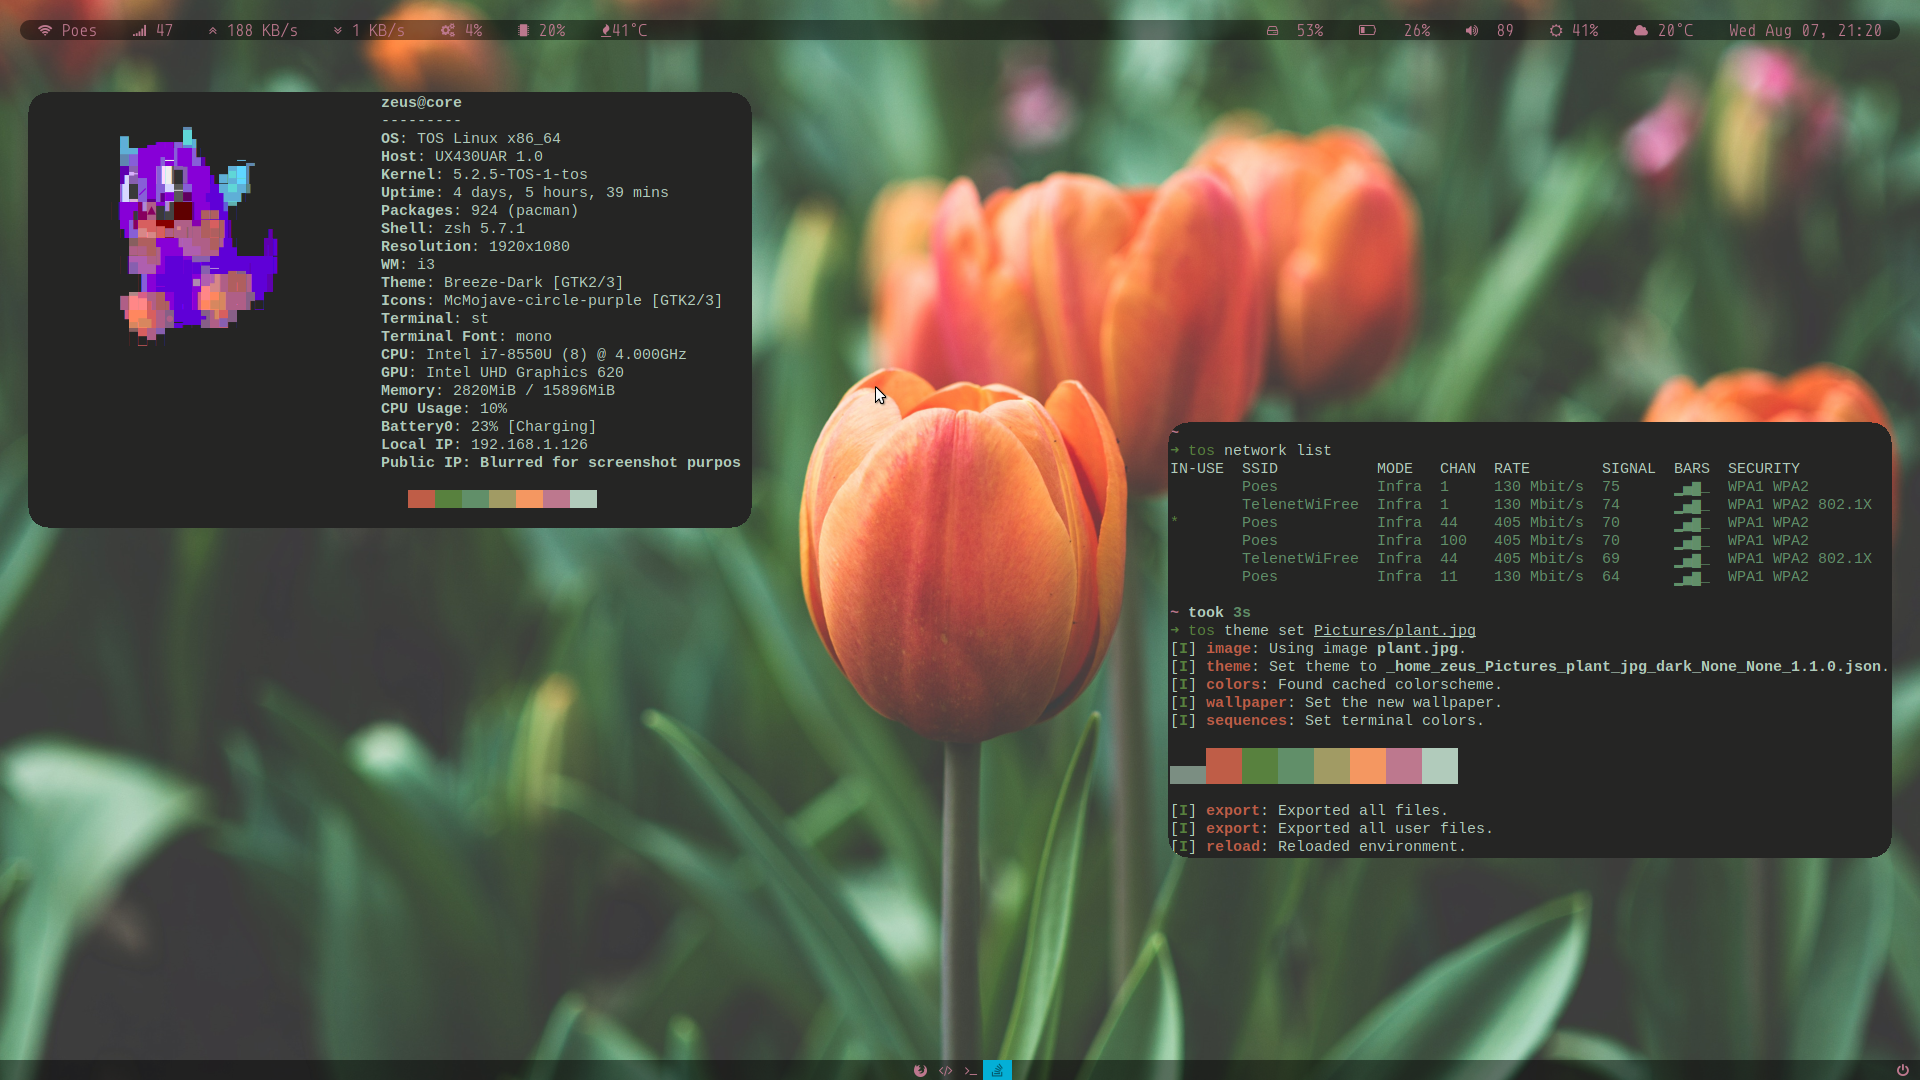 Poes 47 188 KB/s 1 KB/s 4% 20% 41°C 53% 26% 89 41% 20°C Wed Aug 07, 21:20
zeus@core
---------
OS: TOS Linux x86_64
Host: UX430UAR 1.0
Kernel: 5.2.5-TOS-1-tos
Uptime: 4 days, 5 hours, 39 mins
Packages: 924 (pacman)
Shell: zsh 5.7.1
Resolution: 1920x1080
WM: i3
Theme: Breeze-Dark [GTK2/3]
Icons: McMojave-circle-purple [GTK2/3]
Terminal: st
Terminal Font: mono
CPU: Intel i7-8550U (8) @ 4.000GHz
GPU: Intel UHD Graphics 620
Memory: 2820MiB / 15896MiB
CPU Usage: 10%
Battery0: 23% [Charging]
Local IP: 192.168.1.126
Public IP: Blurred for screenshot purpos
~
➜ tos network list
IN-USE SSID MODE CHAN RATE SIGNAL BARS SECURITY
Poes Infra 1 130 Mbit/s 75 ▂▄▆_ WPA1 WPA2
TelenetWiFree Infra 1 130 Mbit/s 74 ▂▄▆_ WPA1 WPA2 802.1X
* Poes Infra 44 405 Mbit/s 70 ▂▄▆_ WPA1 WPA2
Poes Infra 100 405 Mbit/s 70 ▂▄▆_ WPA1 WPA2
TelenetWiFree Infra 44 405 Mbit/s 69 ▂▄▆_ WPA1 WPA2 802.1X
Poes Infra 11 130 Mbit/s 64 ▂▄▆_ WPA1 WPA2
~ took 3s
➜ tos theme set Pictures/plant.jpg
[I] image: Using image plant.jpg.
[I] theme: Set theme to _home_zeus_Pictures_plant_jpg_dark_None_None_1.1.0.json.
[I] colors: Found cached colorscheme.
[I] wallpaper: Set the new wallpaper.
[I] sequences: Set terminal colors.
[I] export: Exported all files.
[I] export: Exported all user files.
[I] reload: Reloaded environment.